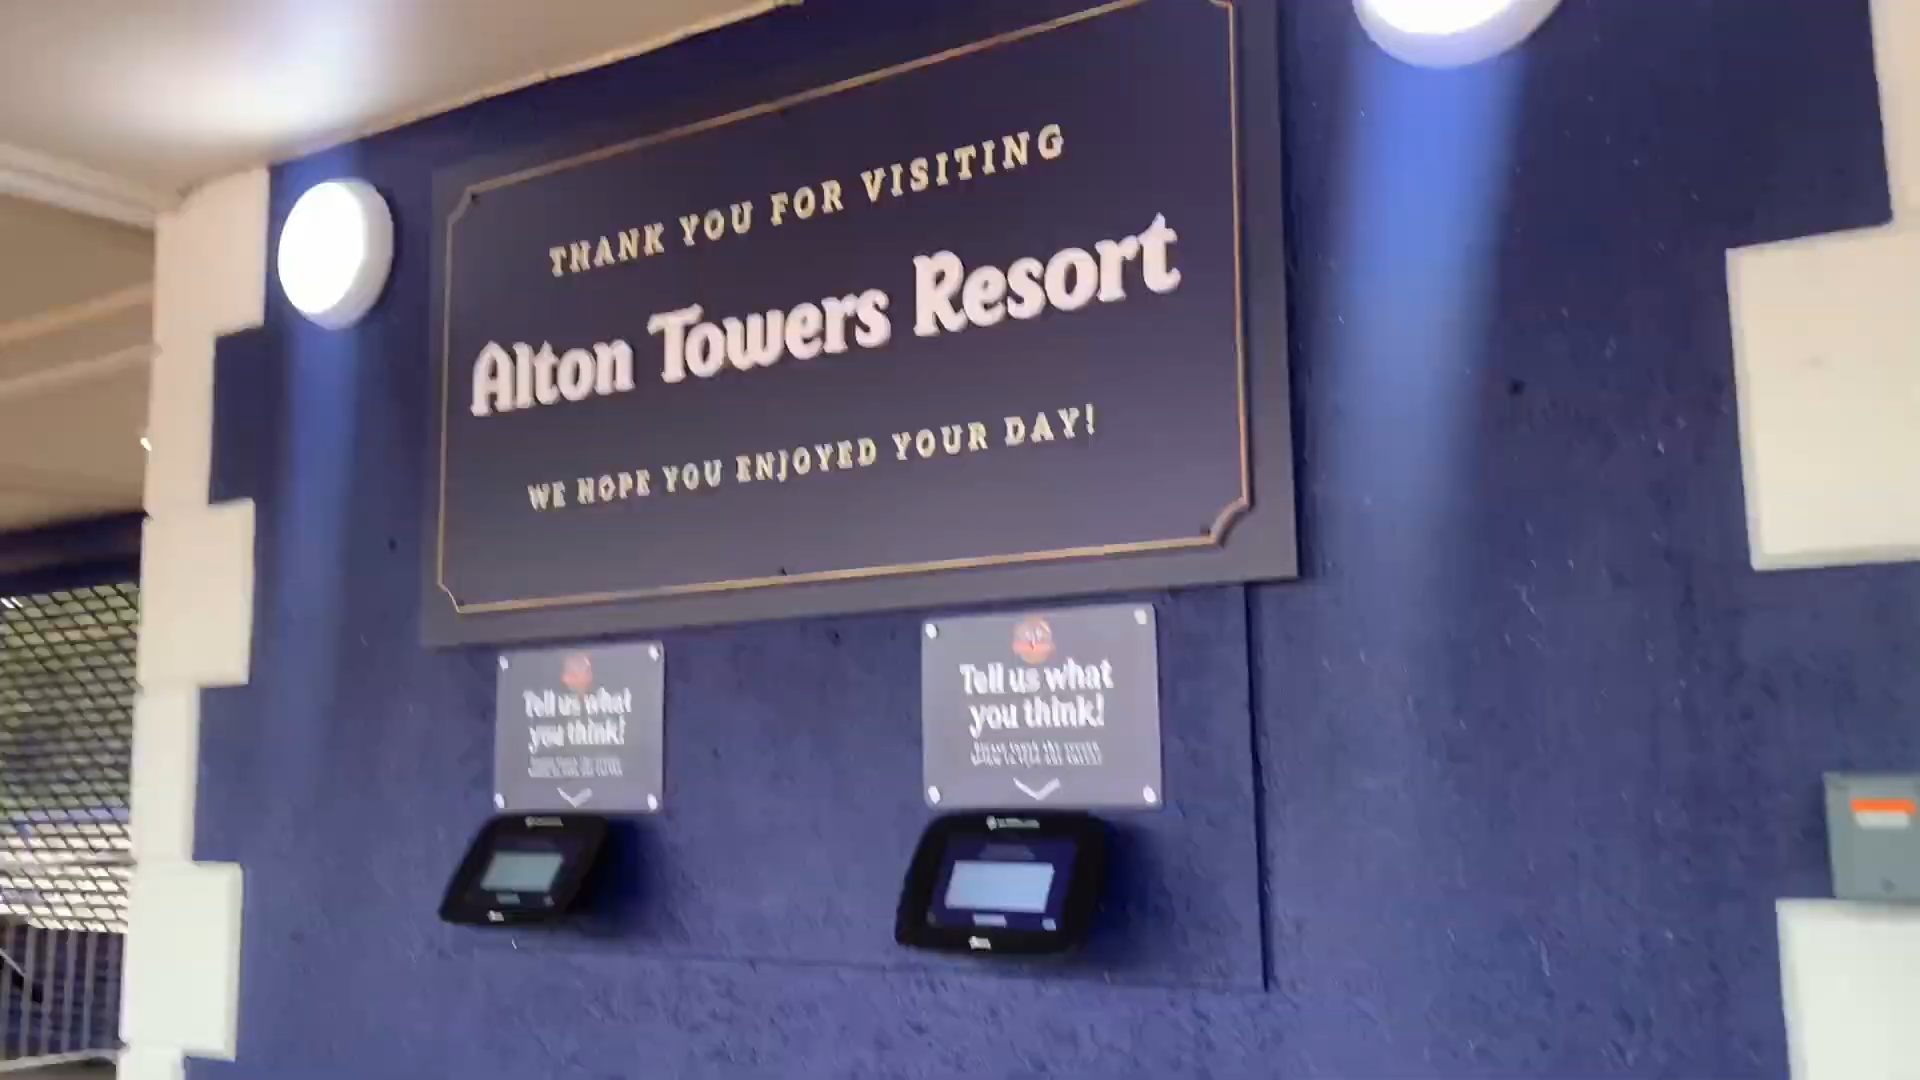 THANK YOU FOR VISITING
Alton Towers Resort
WE HOPE YOU ENJOYED YOUR DAY!
Tell us what
you think!
Tell us what
you think!